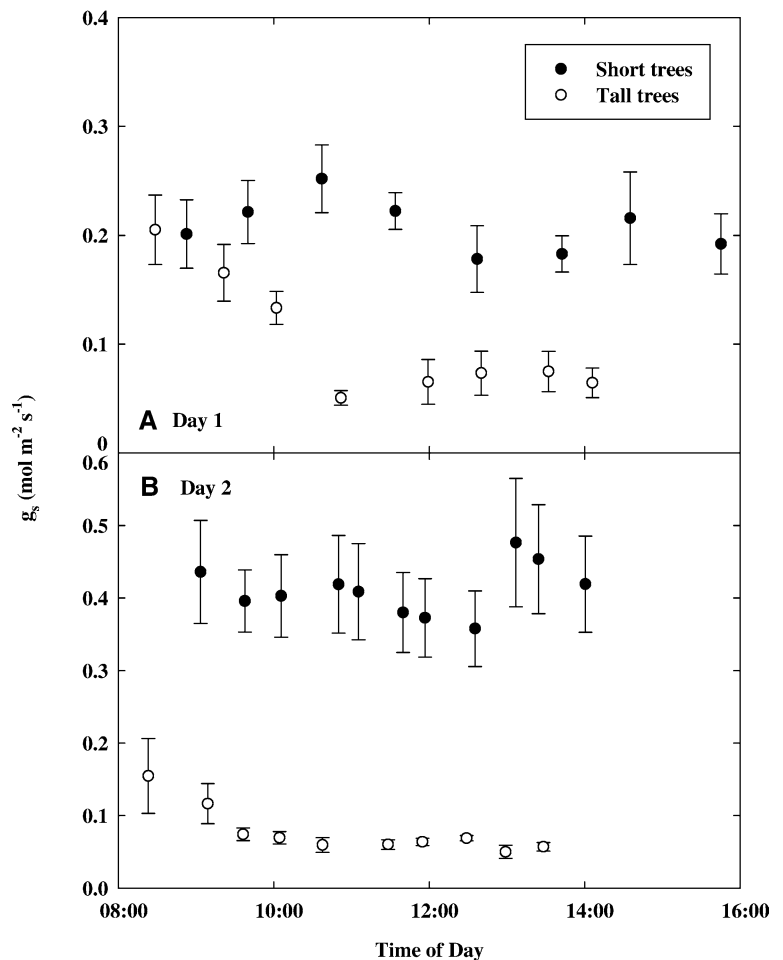 0.4
Short trees
Tall trees
0.3
0.2
0.1
A Day 1
0
0.6
B Day 2
gs (mol m-2 s-1)
0.5
0.4
0.3
0.2
0.1
0.0
08:00 10:00 12:00 14:00 16:00
Time of Day